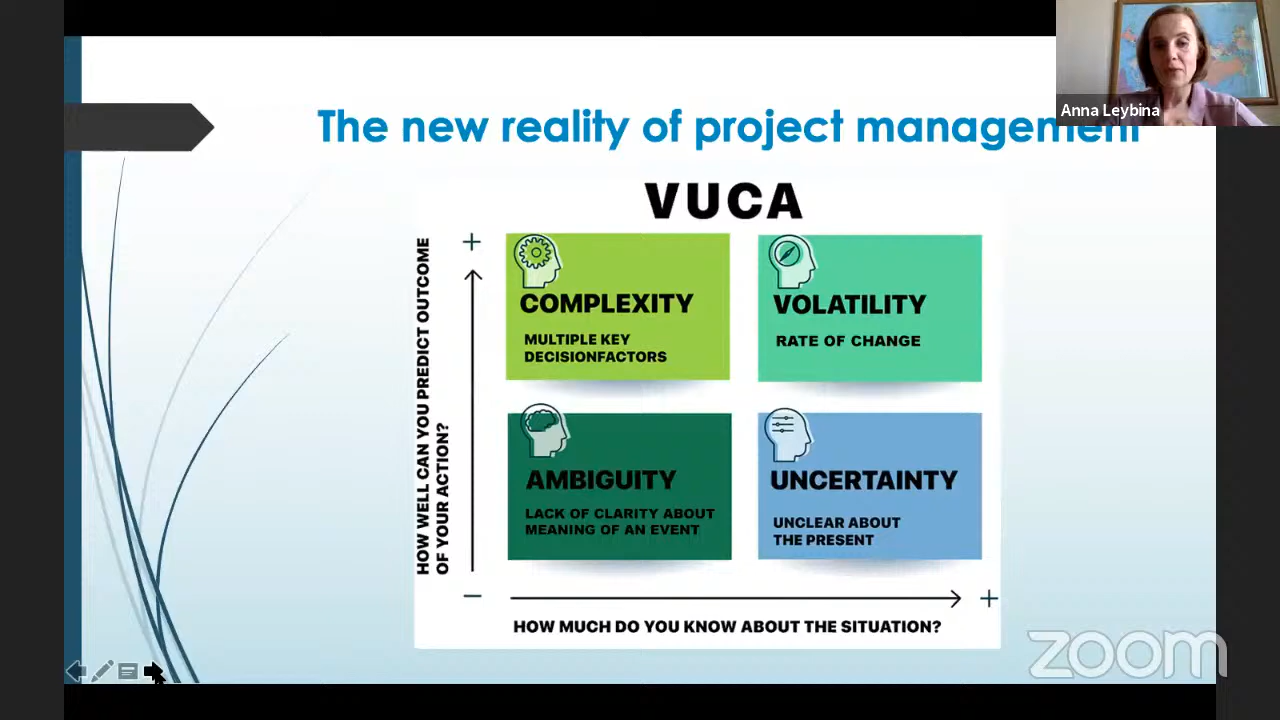 Anna Leybina
The new reality of project management
VUCA
HOW WELL CAN YOU PREDICT OUTCOME
OF YOUR ACTION?
+
COMPLEXITY
MULTIPLE KEY
DECISIONFACTORS
VOLATILITY
RATE OF CHANGE
AMBIGUITY
LACK OF CLARITY ABOUT
MEANING OF AN EVENT
UNCERTAINTY
UNCLEAR ABOUT
THE PRESENT
−
+
HOW MUCH DO YOU KNOW ABOUT THE SITUATION?
zoom